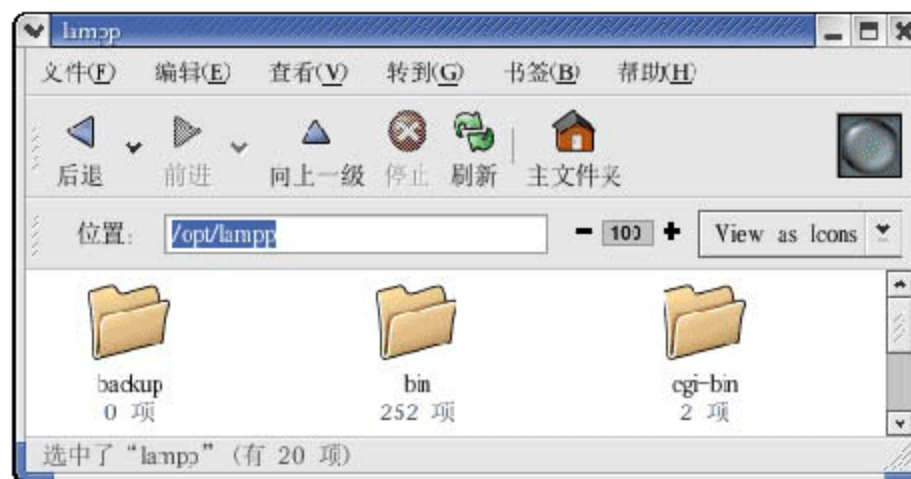 lampp
文件(F) 编辑(E) 查看(V) 转到(G) 书签(B) 帮助(H)
后退 前进 向上一级 停止 刷新 主文件夹
位置: /opt/lampp 100 View as Icons
backup bin cgi-bin
0 项 252 项 2 项
选中了“lampp”(有 20 项)